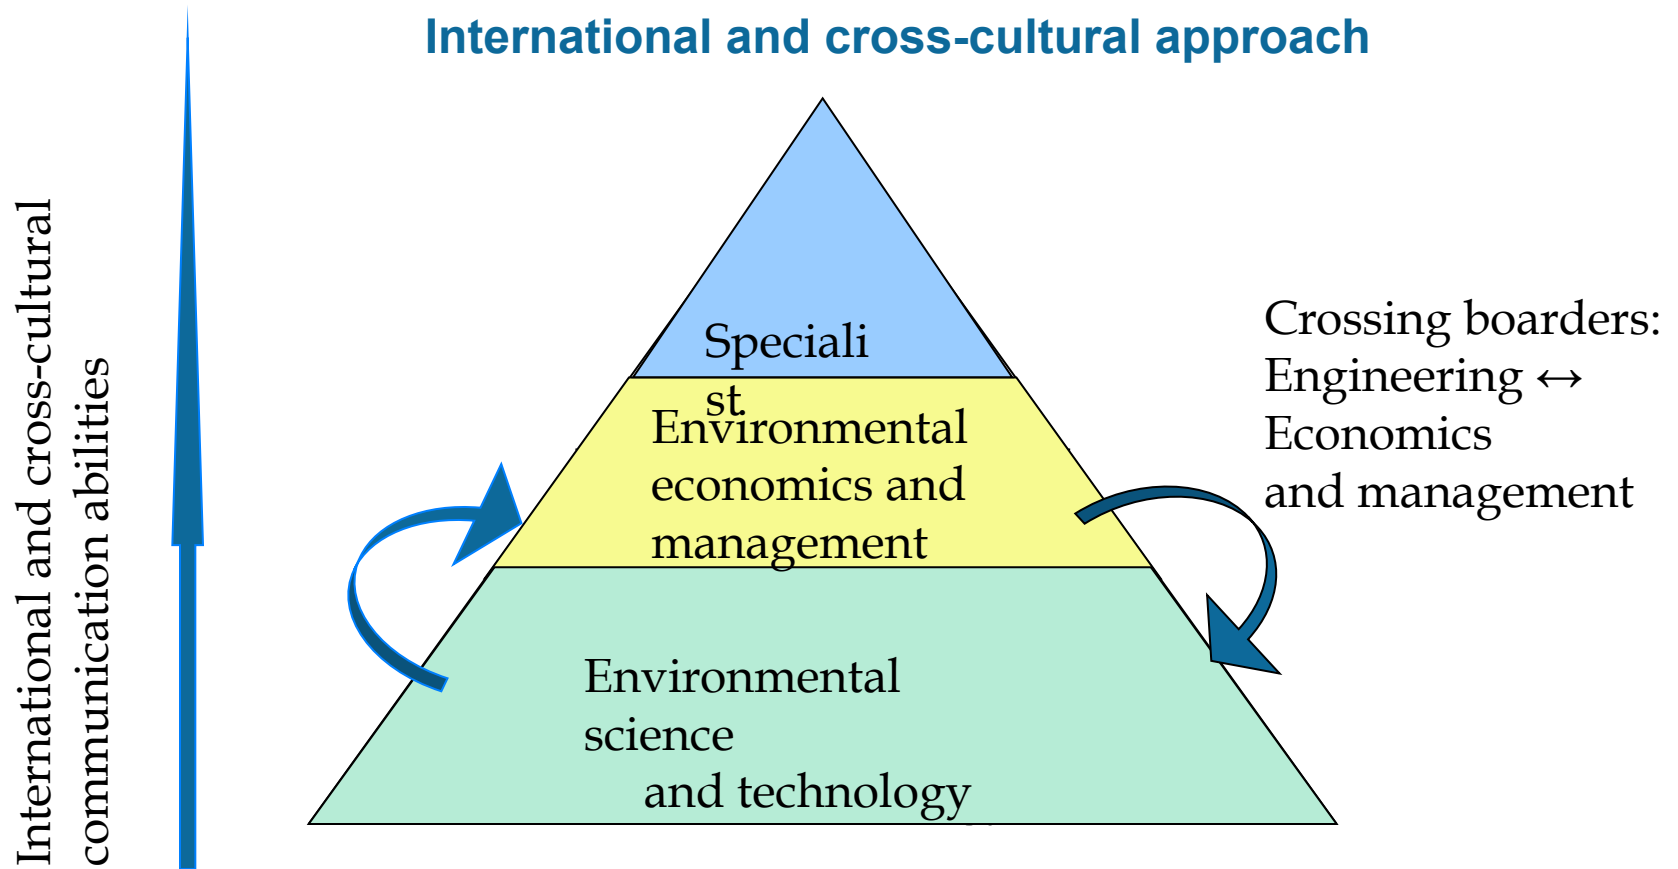 International and cross-cultural approach
International and cross-cultural
communication abilities
Speciali
st
Environmental
economics and
management
Environmental
science
and technology
Crossing boarders:
Engineering ↔
Economics
and management